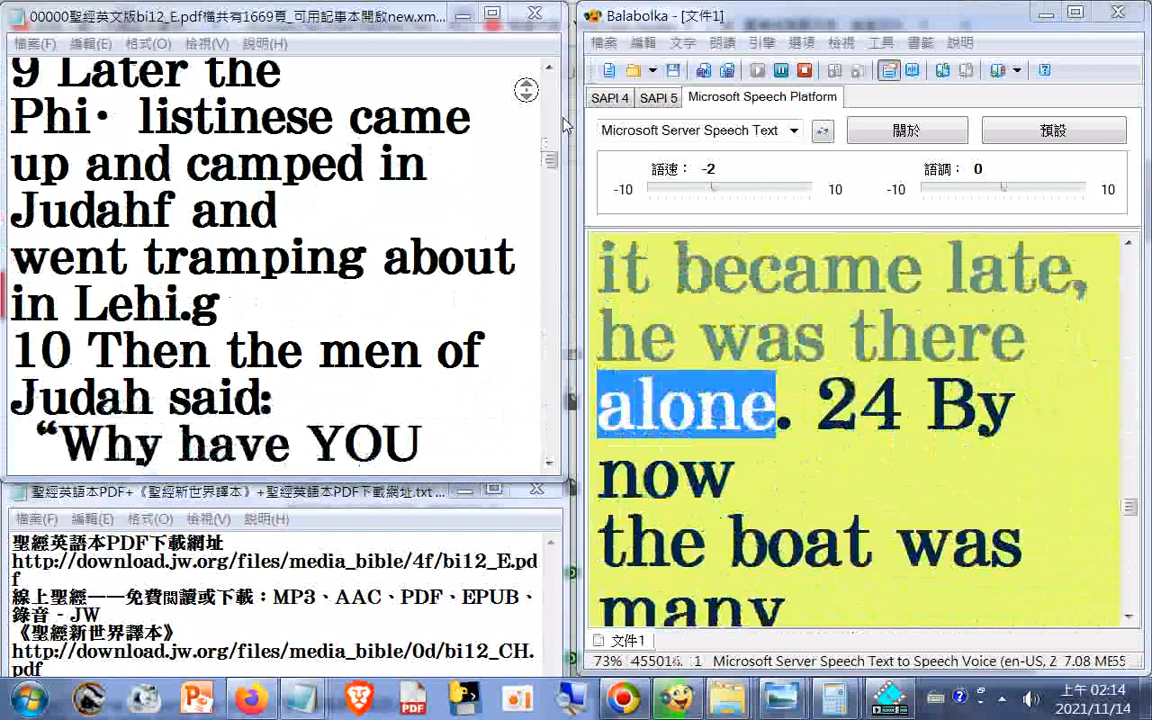 00000聖經英文版bi12_E.pdf檔共有1669頁_可用記事本開啟new.xm...
檔案(F) 編輯(E) 格式(O) 檢視(V) 說明(H)
9 Later the
Phi· listinese came
up and camped in
Judahf and
went tramping about
in Lehi.g
10 Then the men of
Judah said:
“Why have YOU
聖經英語本PDF+《聖經新世界譯本》+聖經英語本PDF下載網址.txt ...
檔案(F) 編輯(E) 格式(O) 檢視(V) 說明(H)
聖經英語本PDF下載網址
http://download.jw.org/files/media_bible/4f/bi12_E.pd
f
線上聖經──免費閱讀或下載：MP3、AAC、PDF、EPUB、
錄音 - JW
《聖經新世界譯本》
http://download.jw.org/files/media_bible/0d/bi12_CH.
pdf
Balabolka - [文件1]
檔案 編輯 文字 朗讀 引擎 選項 檢視 工具 書籤 說明
SAPI 4 SAPI 5 Microsoft Speech Platform
Microsoft Server Speech Text 關於 預設
語速： -2 語調： 0
-10 10 -10 10
it became late,
he was there
alone. 24 By
now
the boat was
many
文件1
73% Microsoft Server Speech Text to Speech Voice (en-US, Z 7.08 ME
PDF
上午 02:14
2021/11/14